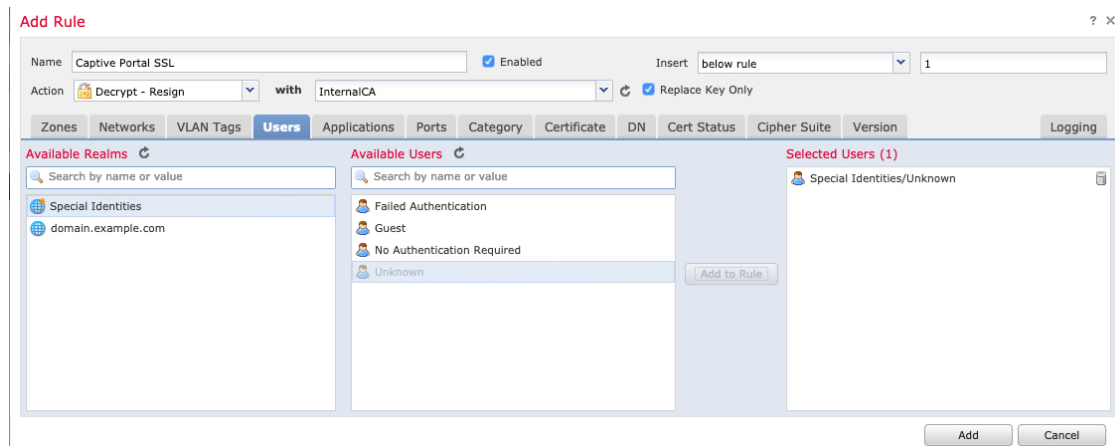 Add Rule ? X
Name Captive Portal SSL Enabled Insert below rule 1
Action Decrypt - Resign with InternalCA Replace Key Only
Zones Networks VLAN Tags Users Applications Ports Category Certificate DN Cert Status Cipher Suite Version Logging
Available Realms Available Users Selected Users (1)
Search by name or value Search by name or value Special Identities/Unknown
Special Identities Failed Authentication
domain.example.com Guest
No Authentication Required
Unknown Add to Rule
Add Cancel